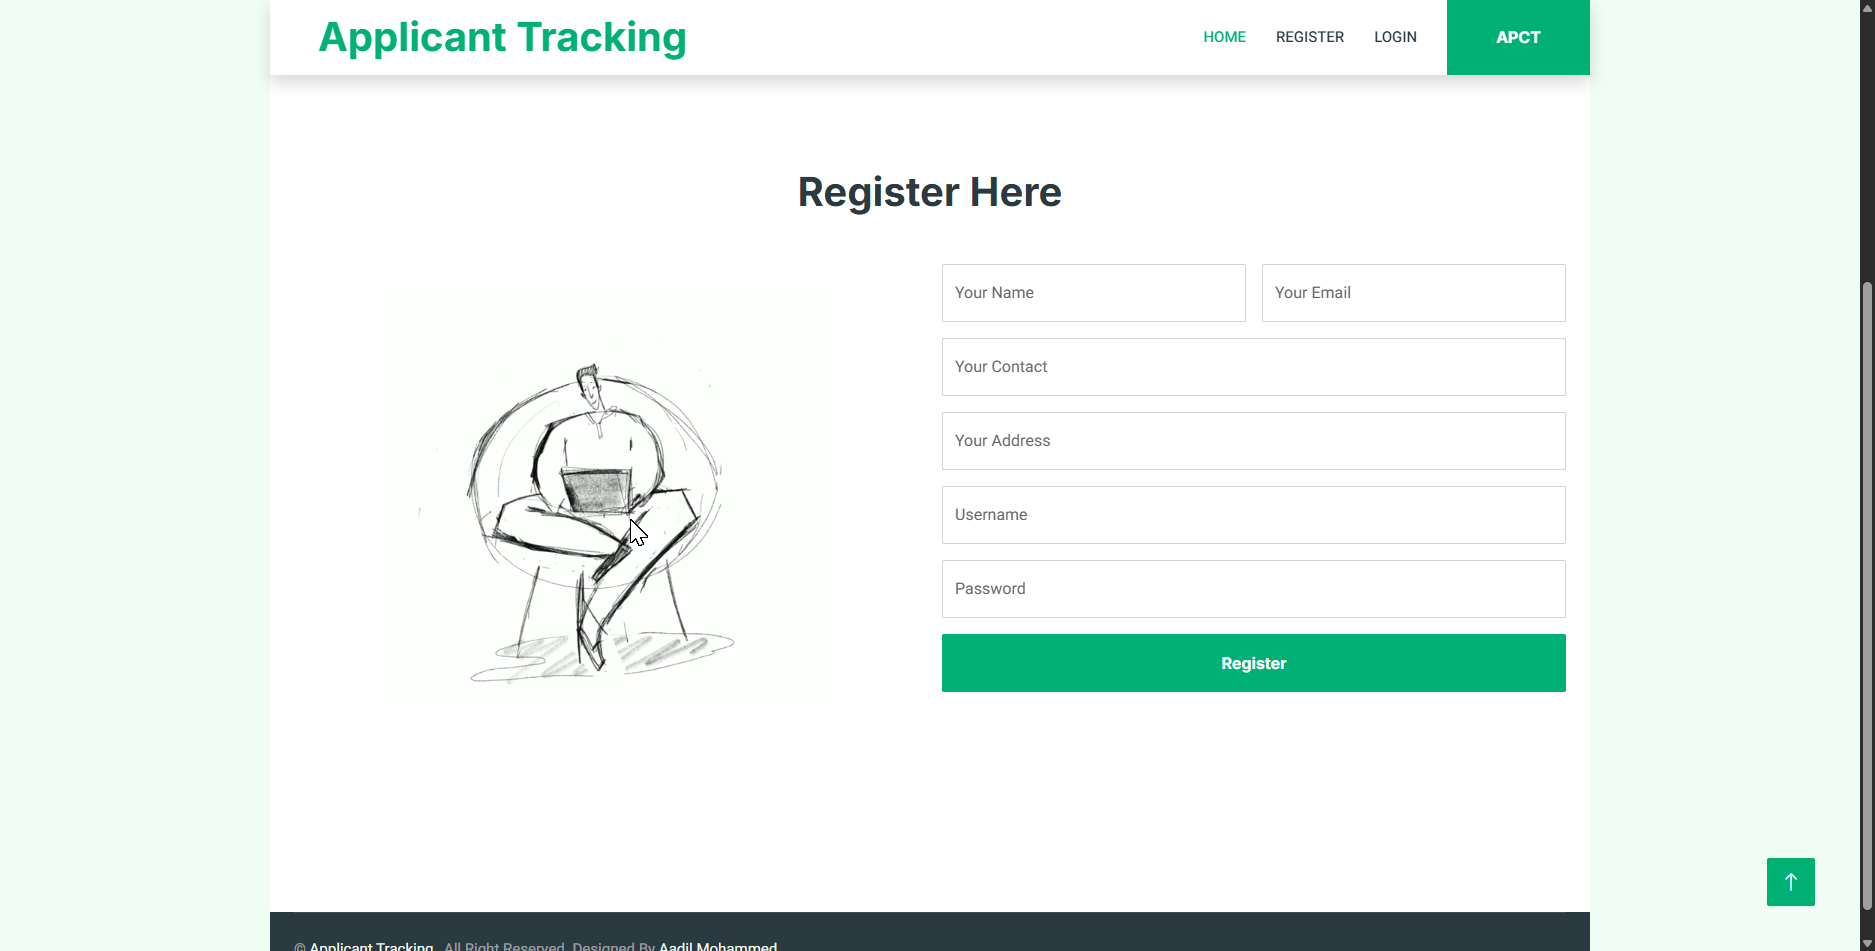 Applicant Tracking
HOME REGISTER LOGIN APCT
Register Here
Your Name Your Email
Your Contact
Your Address
Username
Password
Register
© Applicant Tracking , All Right Reserved. Designed By Aadil Mohammed